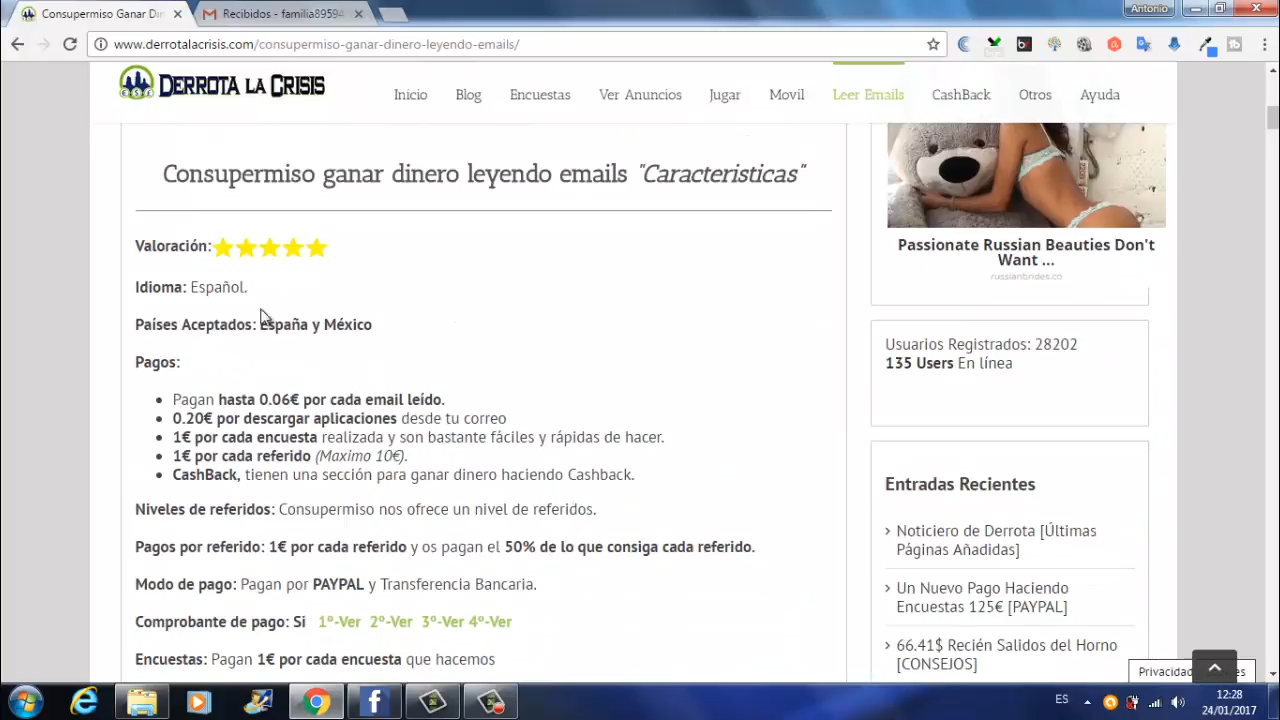 Consupermiso Ganar Din
Recibidos - familia89594
Antonio
www.derrotalacrisis.com/consupermiso-ganar-dinero-leyendo-emails/
DERROTA LA CRISIS
Inicio Blog Encuestas Ver Anuncios Jugar Movil Leer Emails CashBack Otros Ayuda
Consupermiso ganar dinero leyendo emails "Caracteristicas"
Valoración:
Idioma: Español.
Países Aceptados: España y México
Pagos:
Pagan hasta 0.06€ por cada email leído.
0.20€ por descargar aplicaciones desde tu correo
1€ por cada encuesta realizada y son bastante fáciles y rápidas de hacer.
1€ por cada referido (Maximo 10€).
CashBack, tienen una sección para ganar dinero haciendo Cashback.
Niveles de referidos: Consupermiso nos ofrece un nivel de referidos.
Pagos por referido: 1€ por cada referido y os pagan el 50% de lo que consiga cada referido.
Modo de pago: Pagan por PAYPAL y Transferencia Bancaria.
Comprobante de pago: Si 1º-Ver 2º-Ver 3º-Ver 4º-Ver
Encuestas: Pagan 1€ por cada encuesta que hacemos
Passionate Russian Beauties Don't
Want ...
russianbrides.co
Usuarios Registrados: 28202
135 Users En línea
Entradas Recientes
Noticiero de Derrota [Últimas
Páginas Añadidas]
Un Nuevo Pago Haciendo
Encuestas 125€ [PAYPAL]
66.41$ Recién Salidos del Horno
[CONSEJOS]
ES
12:28
24/01/2017